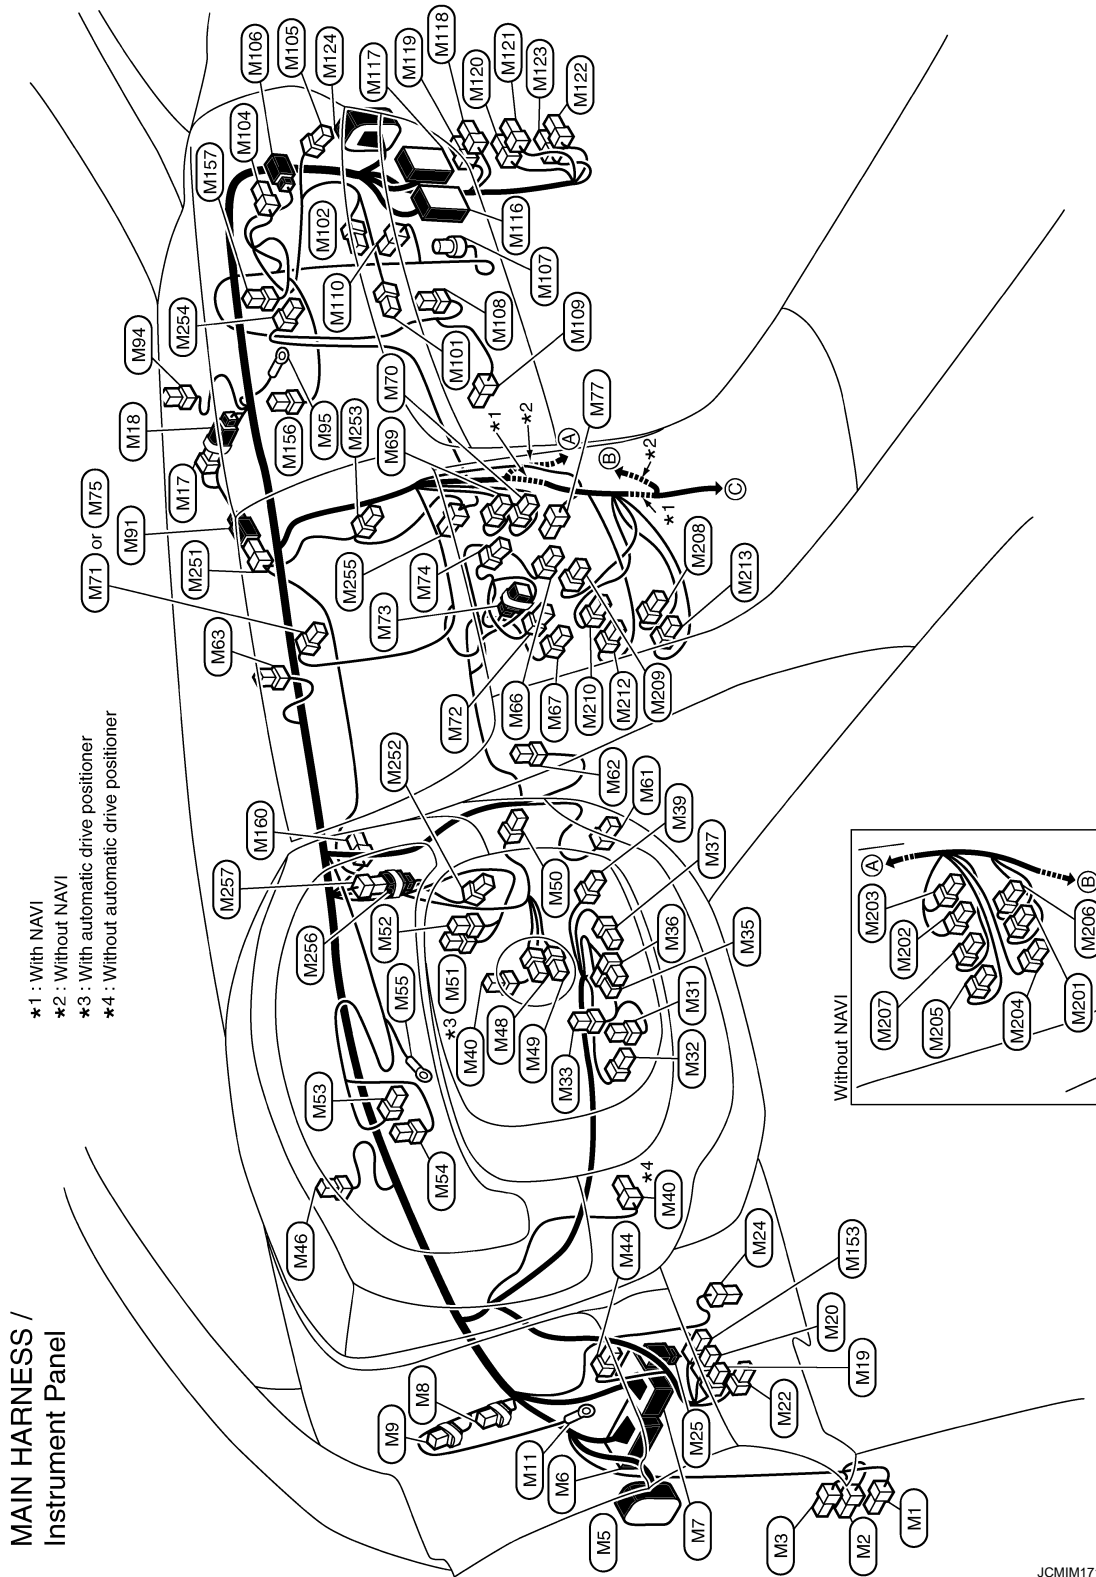 MAIN HARNESS /
Instrument Panel
*1 : With NAVI
*2 : Without NAVI
*3 : With automatic drive positioner
*4 : Without automatic drive positioner
M9
M8
M11
M6
M5
M7
M25
M3
M2
M1
M22
M19
M20
M153
M24
M44
M40
*4
M46
M54
M53
M55
M256
M257
M160
M252
M52
M51
*3
M40
M48
M49
M33
M32
M31
M35
M36
M37
M39
M50
M61
M62
M63
M71 or M75
M91
M251
M17
M18
M94
M254
M157
M104
M106
M105
M124
M117
M119
M118
M120
M121
M123
M122
M102
M110
M116
M107
M108
M109
M101
M70
M95
M156
M253
M69
M255
M74
M73
M72
M66
M67
M210
M212
M209
M213
M208
M77
*1
*2
A
B
*2
*1
C
Without NAVI
A
M203
M202
M207
M205
M204
M201
M206
B
JCMIM17